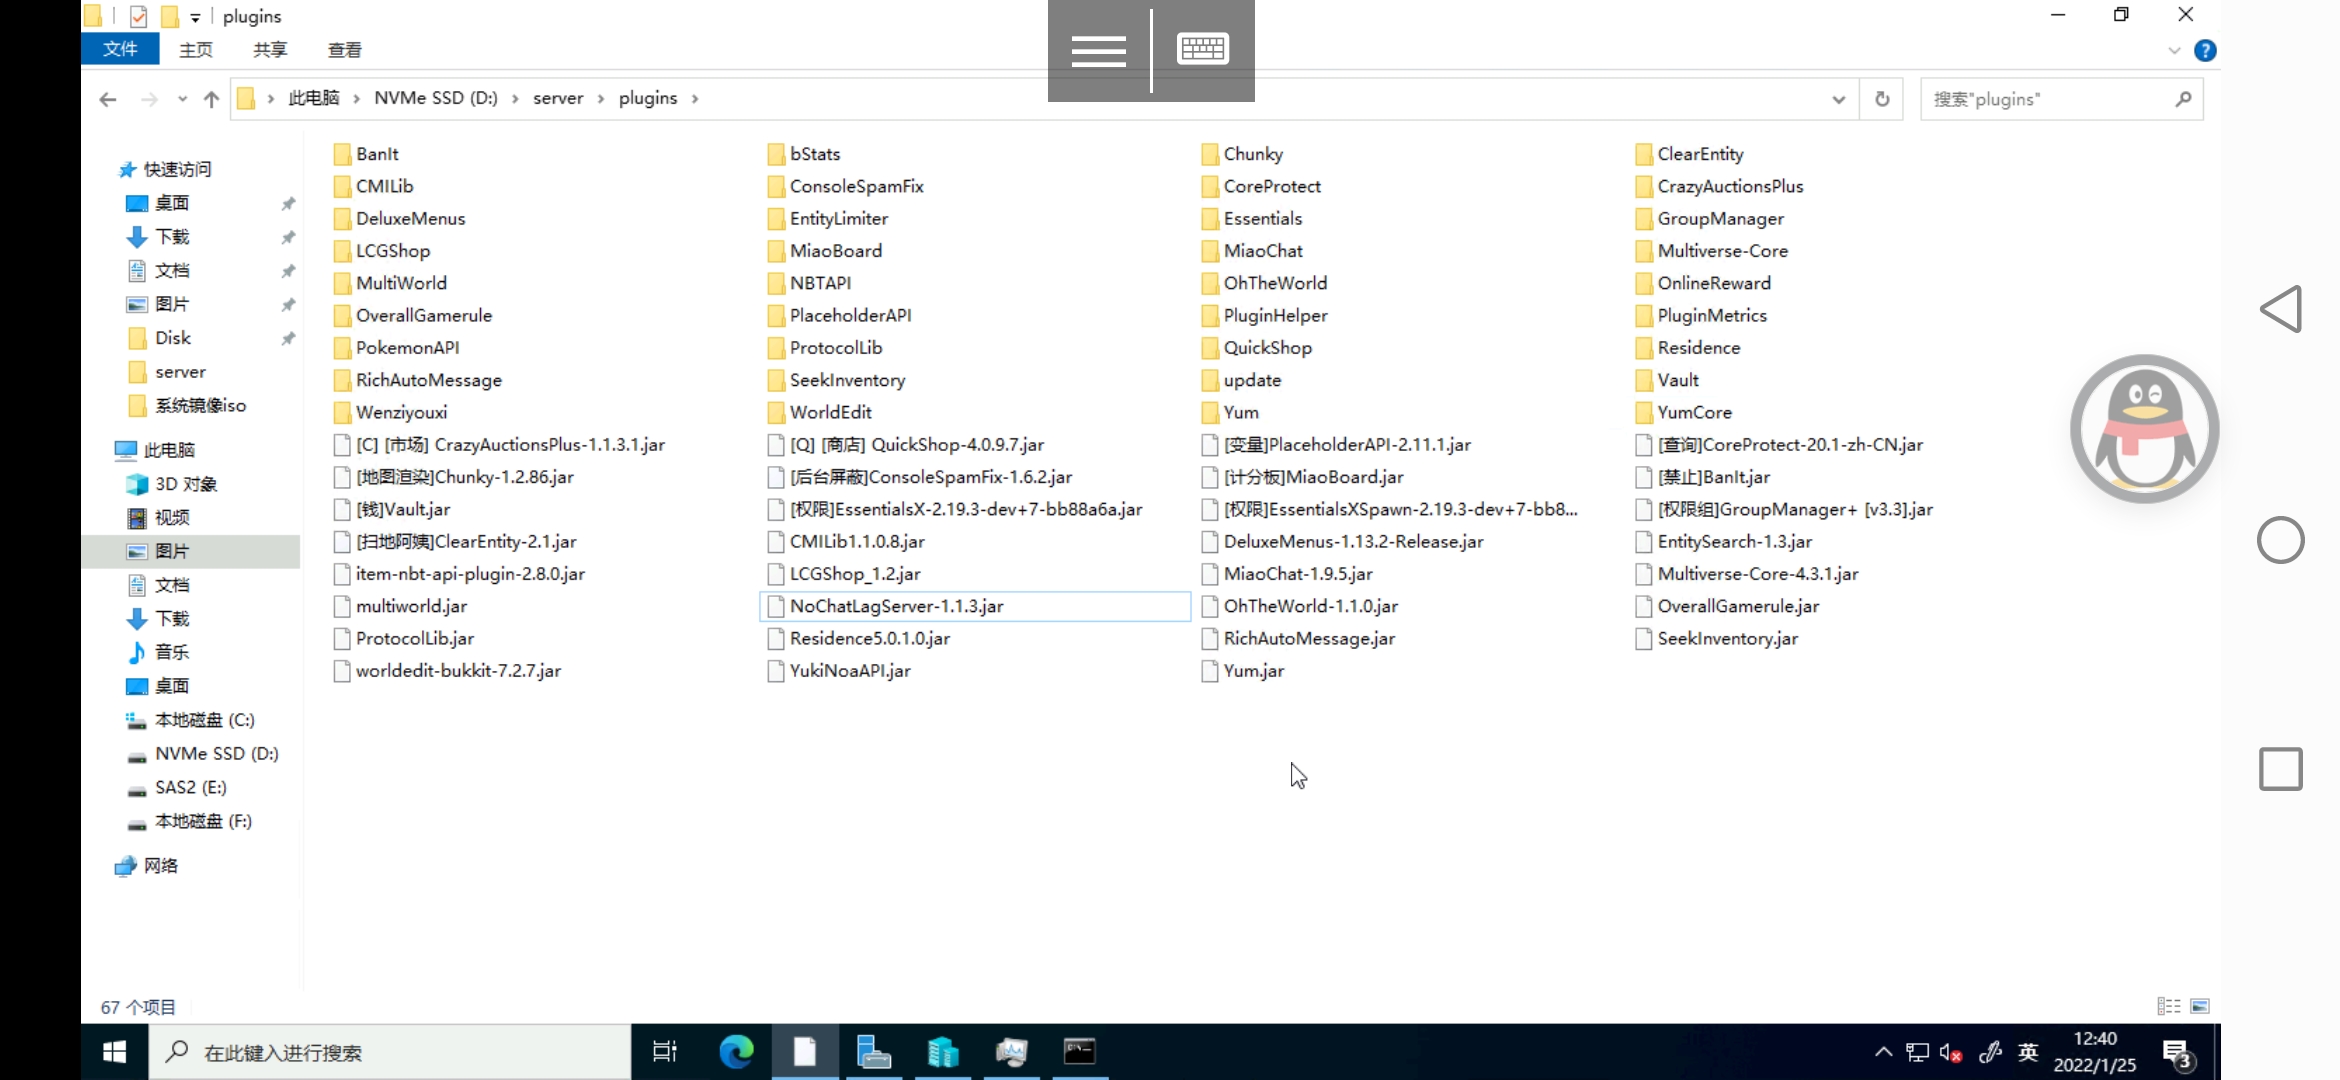 plugins
文件 主页 共享 查看
此电脑 › NVMe SSD (D:) › server › plugins ›
搜索"plugins"
快速访问
桌面
下载
文档
图片
Disk
server
系统镜像iso
此电脑
3D 对象
视频
图片
文档
下载
音乐
桌面
本地磁盘 (C:)
NVMe SSD (D:)
SAS2 (E:)
本地磁盘 (F:)
网络
BanIt bStats Chunky ClearEntity
CMILib ConsoleSpamFix CoreProtect CrazyAuctionsPlus
DeluxeMenus EntityLimiter Essentials GroupManager
LCGShop MiaoBoard MiaoChat Multiverse-Core
MultiWorld NBTAPI OhTheWorld OnlineReward
OverallGamerule PlaceholderAPI PluginHelper PluginMetrics
PokemonAPI ProtocolLib QuickShop Residence
RichAutoMessage SeekInventory update Vault
Wenziyouxi WorldEdit Yum YumCore
[C] [市场] CrazyAuctionsPlus-1.1.3.1.jar [Q] [商店] QuickShop-4.0.9.7.jar [变量]PlaceholderAPI-2.11.1.jar [查询]CoreProtect-20.1-zh-CN.jar
[地图渲染]Chunky-1.2.86.jar [后台屏蔽]ConsoleSpamFix-1.6.2.jar [计分板]MiaoBoard.jar [禁止]BanIt.jar
[钱]Vault.jar [权限]EssentialsX-2.19.3-dev+7-bb88a6a.jar [权限]EssentialsXSpawn-2.19.3-dev+7-bb8... [权限组]GroupManager+ [v3.3].jar
[扫地阿姨]ClearEntity-2.1.jar CMILib1.1.0.8.jar DeluxeMenus-1.13.2-Release.jar EntitySearch-1.3.jar
item-nbt-api-plugin-2.8.0.jar LCGShop_1.2.jar MiaoChat-1.9.5.jar Multiverse-Core-4.3.1.jar
multiworld.jar NoChatLagServer-1.1.3.jar OhTheWorld-1.1.0.jar OverallGamerule.jar
ProtocolLib.jar Residence5.0.1.0.jar RichAutoMessage.jar SeekInventory.jar
worldedit-bukkit-7.2.7.jar YukiNoaAPI.jar Yum.jar
67 个项目
在此键入进行搜索
英
12:40
2022/1/25
3